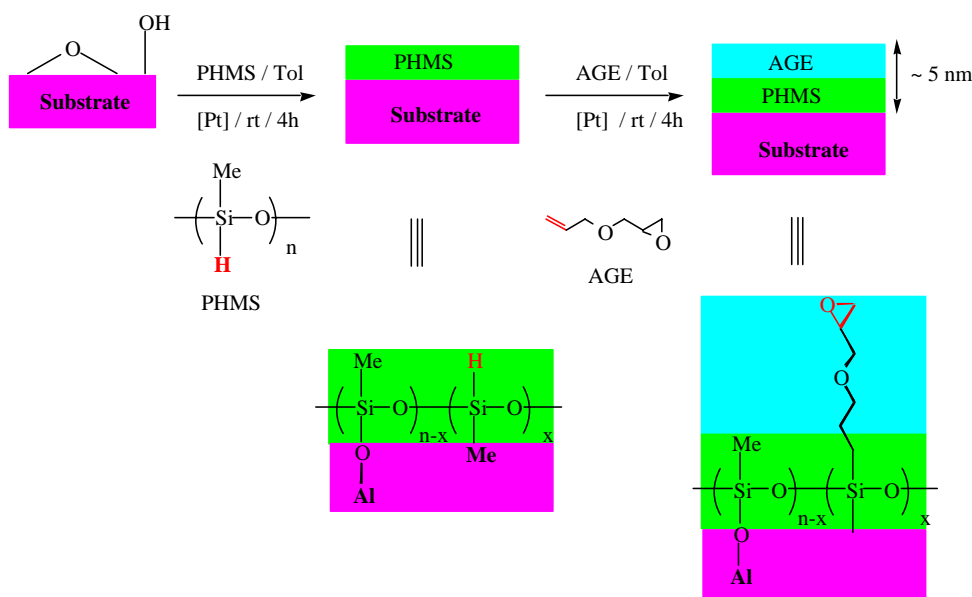 OH
O
Substrate
PHMS / Tol
[Pt] / rt / 4h
PHMS
Substrate
AGE / Tol
[Pt] / rt / 4h
AGE
PHMS
Substrate
~ 5 nm
Me
Si
O
n
H
PHMS
O
O
AGE
Me
H
Si
O
Si
O
n-x
x
O
Me
Al
O
O
Me
Si
O
Si
O
n-x
x
O
Al